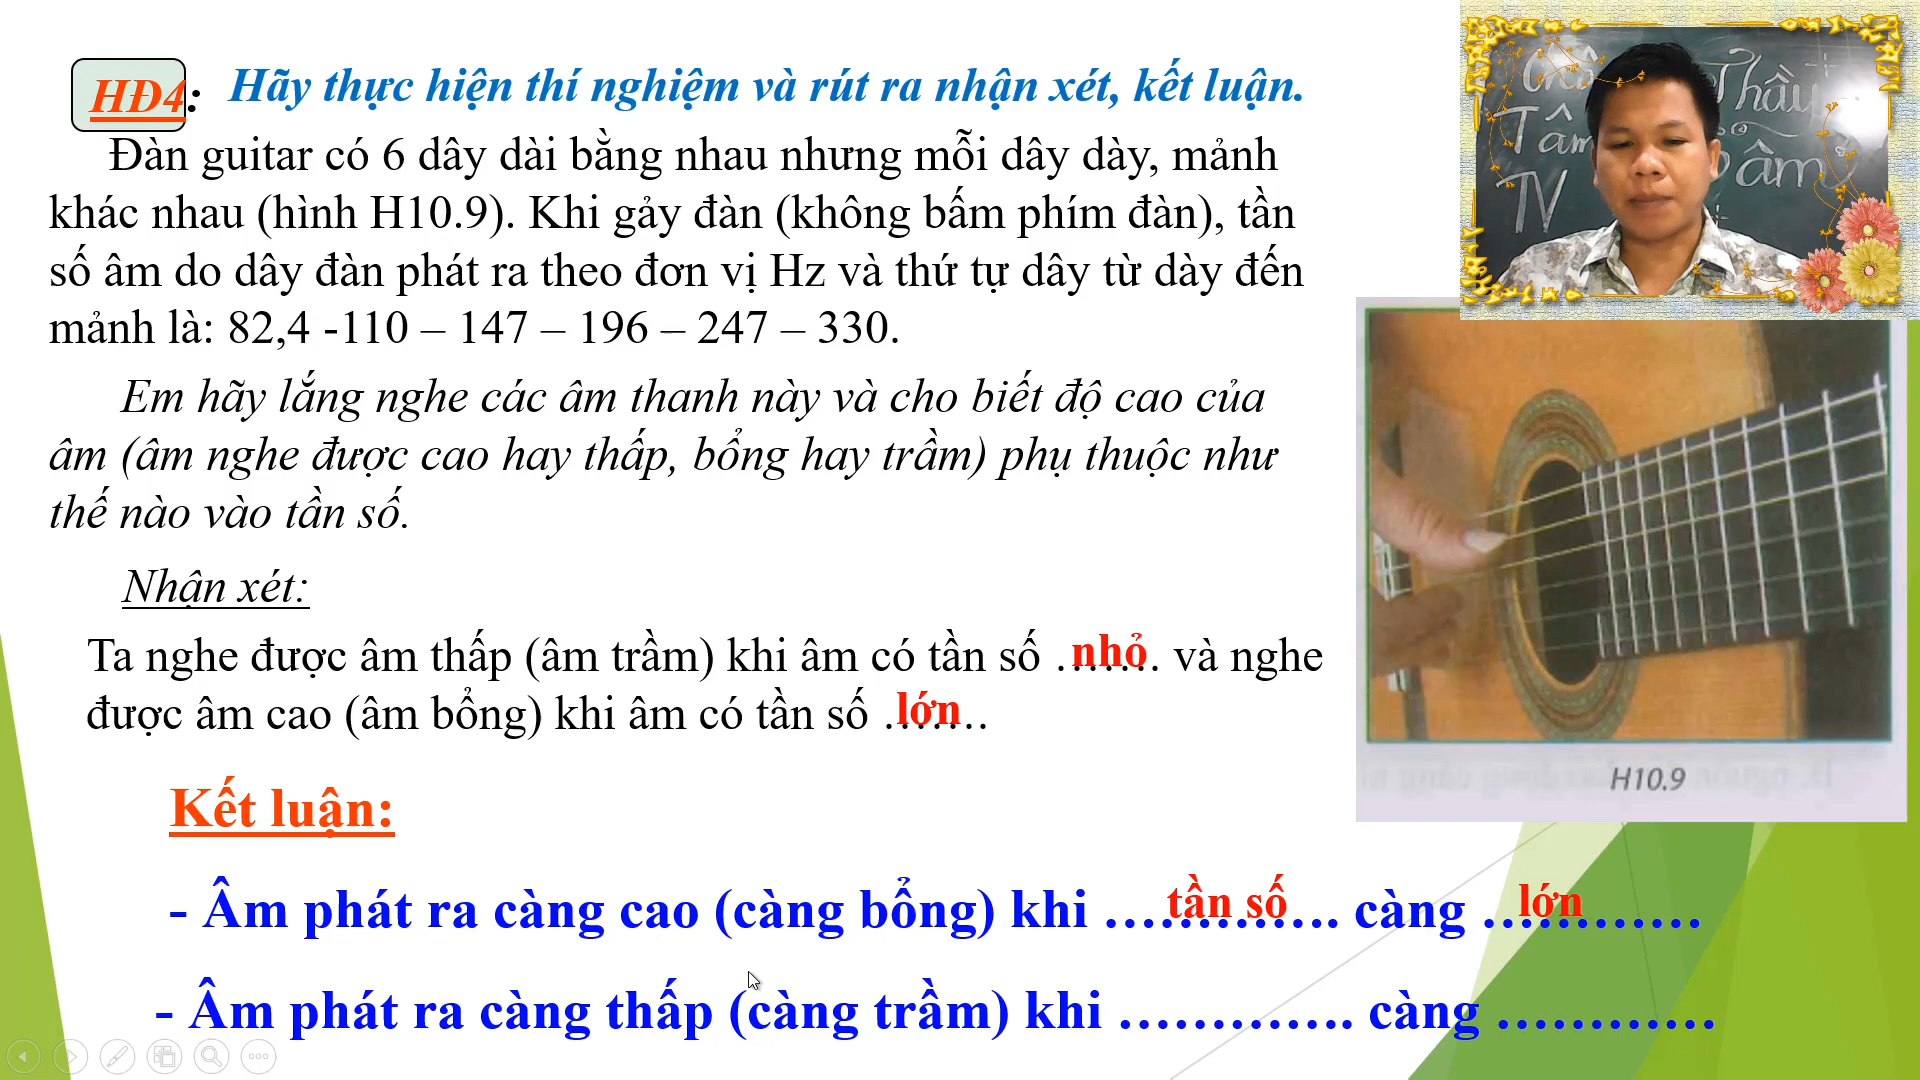 HĐ4: Hãy thực hiện thí nghiệm và rút ra nhận xét, kết luận.
Đàn guitar có 6 dây dài bằng nhau nhưng mỗi dây dày, mảnh
khác nhau (hình H10.9). Khi gảy đàn (không bấm phím đàn), tần
số âm do dây đàn phát ra theo đơn vị Hz và thứ tự dây từ dày đến
mảnh là: 82,4 -110 – 147 – 196 – 247 – 330.
Em hãy lắng nghe các âm thanh này và cho biết độ cao của
âm (âm nghe được cao hay thấp, bổng hay trầm) phụ thuộc như
thế nào vào tần số.
Nhận xét:
Ta nghe được âm thấp (âm trầm) khi âm có tần số …nhỏ…. và nghe
được âm cao (âm bổng) khi âm có tần số .lớn…
Kết luận:
- Âm phát ra càng cao (càng bổng) khi …tần số…. càng …lớn………
- Âm phát ra càng thấp (càng trầm) khi …………. càng …………
Thầu
Tâm
TV
H10.9